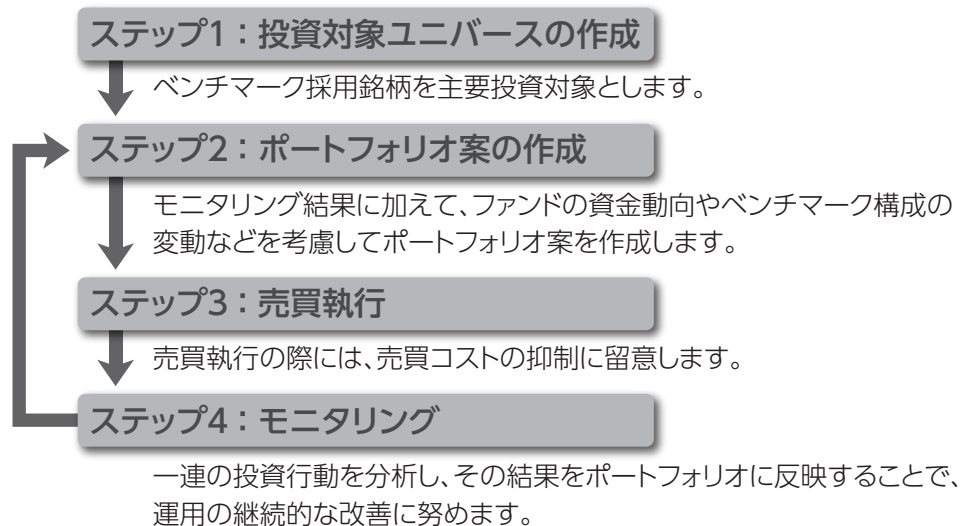 ステップ1：投資対象ユニバースの作成
ベンチマーク採用銘柄を主要投資対象とします。
ステップ2：ポートフォリオ案の作成
モニタリング結果に加えて、ファンドの資金動向やベンチマーク構成の
変動などを考慮してポートフォリオ案を作成します。
ステップ3：売買執行
売買執行の際には、売買コストの抑制に留意します。
ステップ4：モニタリング
一連の投資行動を分析し、その結果をポートフォリオに反映することで、
運用の継続的な改善に努めます。